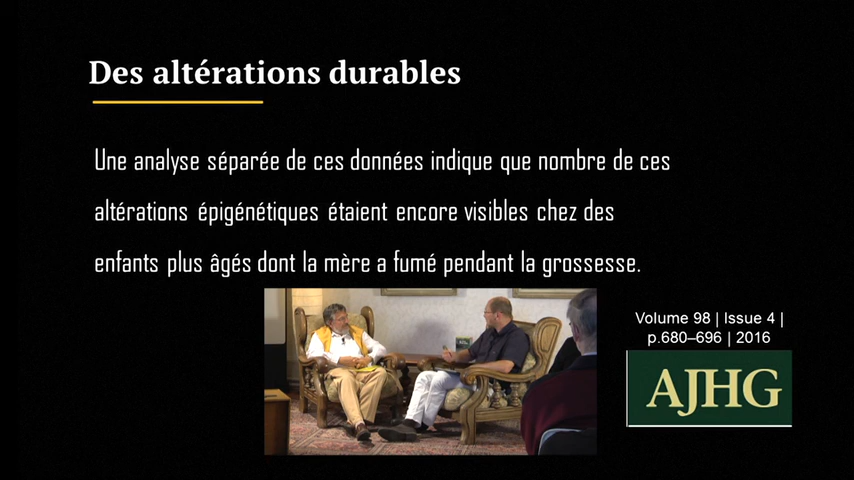 Des altérations durables
Une analyse séparée de ces données indique que nombre de ces
altérations épigénétiques étaient encore visibles chez des
enfants plus âgés dont la mère a fumé pendant la grossesse.
Volume 98 | Issue 4 |
p.680–696 | 2016
AJHG